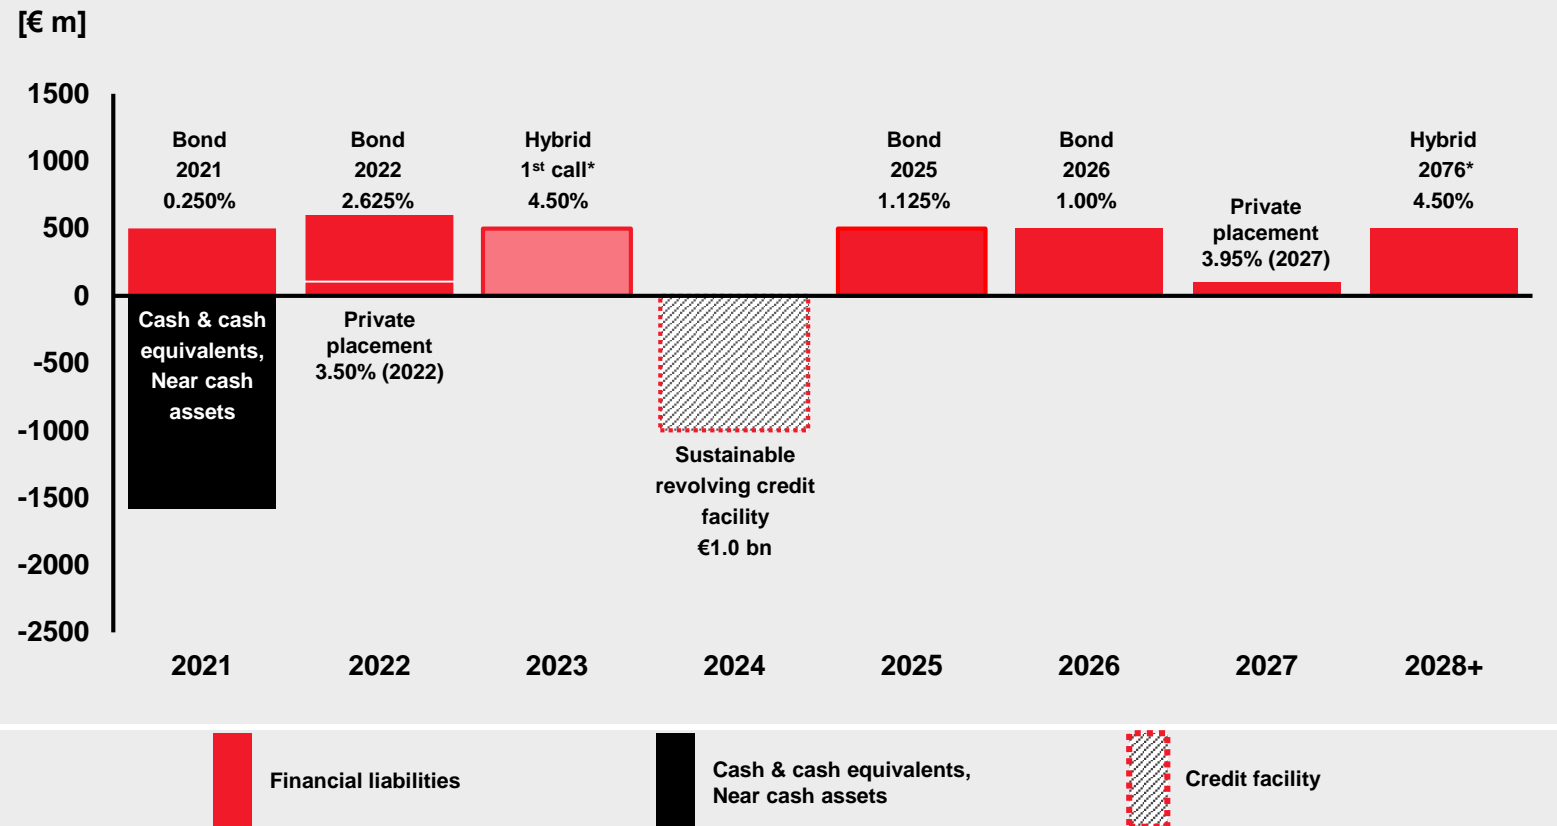 [€ m]
1500
1000
500
0
-500
-1000
-1500
-2000
-2500
Bond
2021
0.250%
Bond
2022
2.625%
Hybrid
1st call*
4.50%
Bond
2025
1.125%
Bond
2026
1.00%
Private
placement
3.95% (2027)
Hybrid
2076*
4.50%
Cash & cash
equivalents,
Near cash
assets
Private
placement
3.50% (2022)
Sustainable
revolving credit
facility
€1.0 bn
2021
2022
2023
2024
2025
2026
2027
2028+
Financial liabilities
Cash & cash equivalents,
Near cash assets
Credit facility